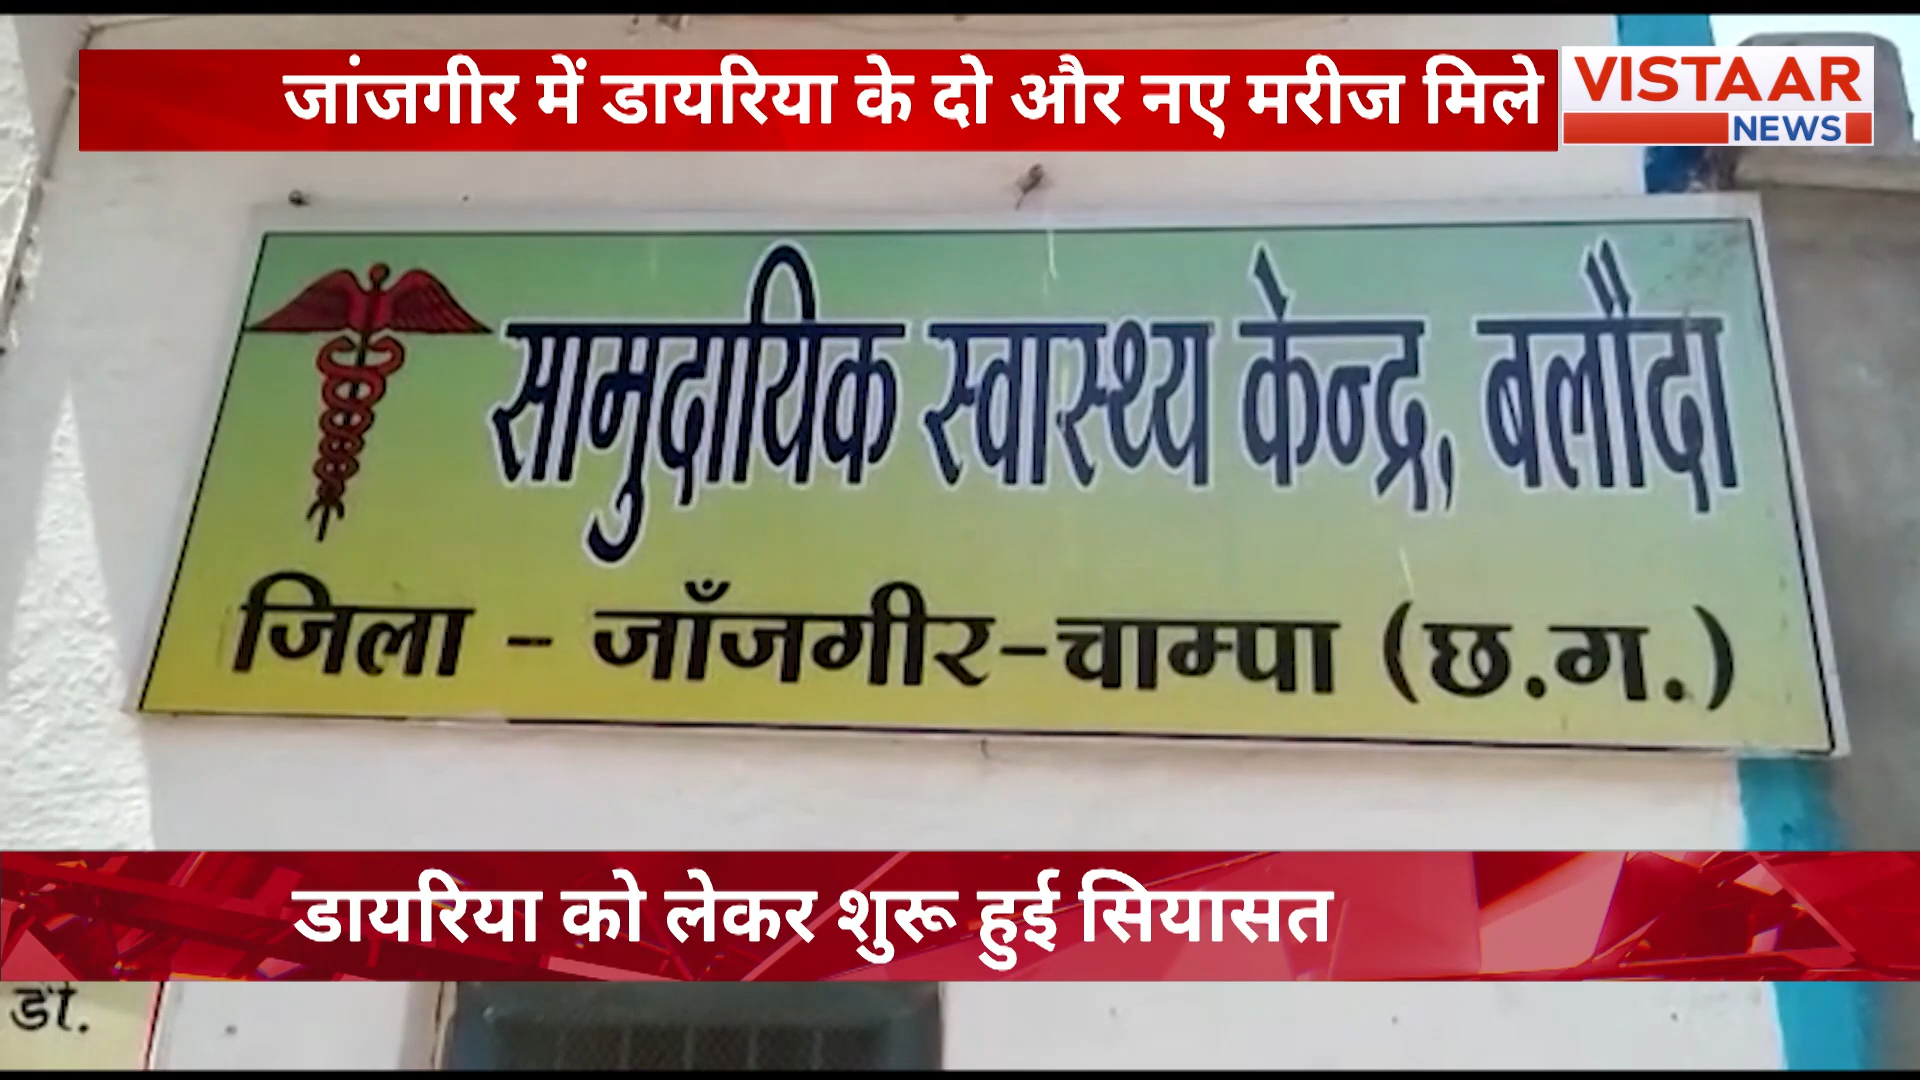 जांजगीर में डायरिया के दो और नए मरीज मिले
VISTAAR
NEWS
सामुदायिक स्वास्थ्य केन्द्र, बलौदा
जिला - जाँजगीर-चाम्पा (छ.ग.)
डायरिया को लेकर शुरू हुई सियासत
डॉ.